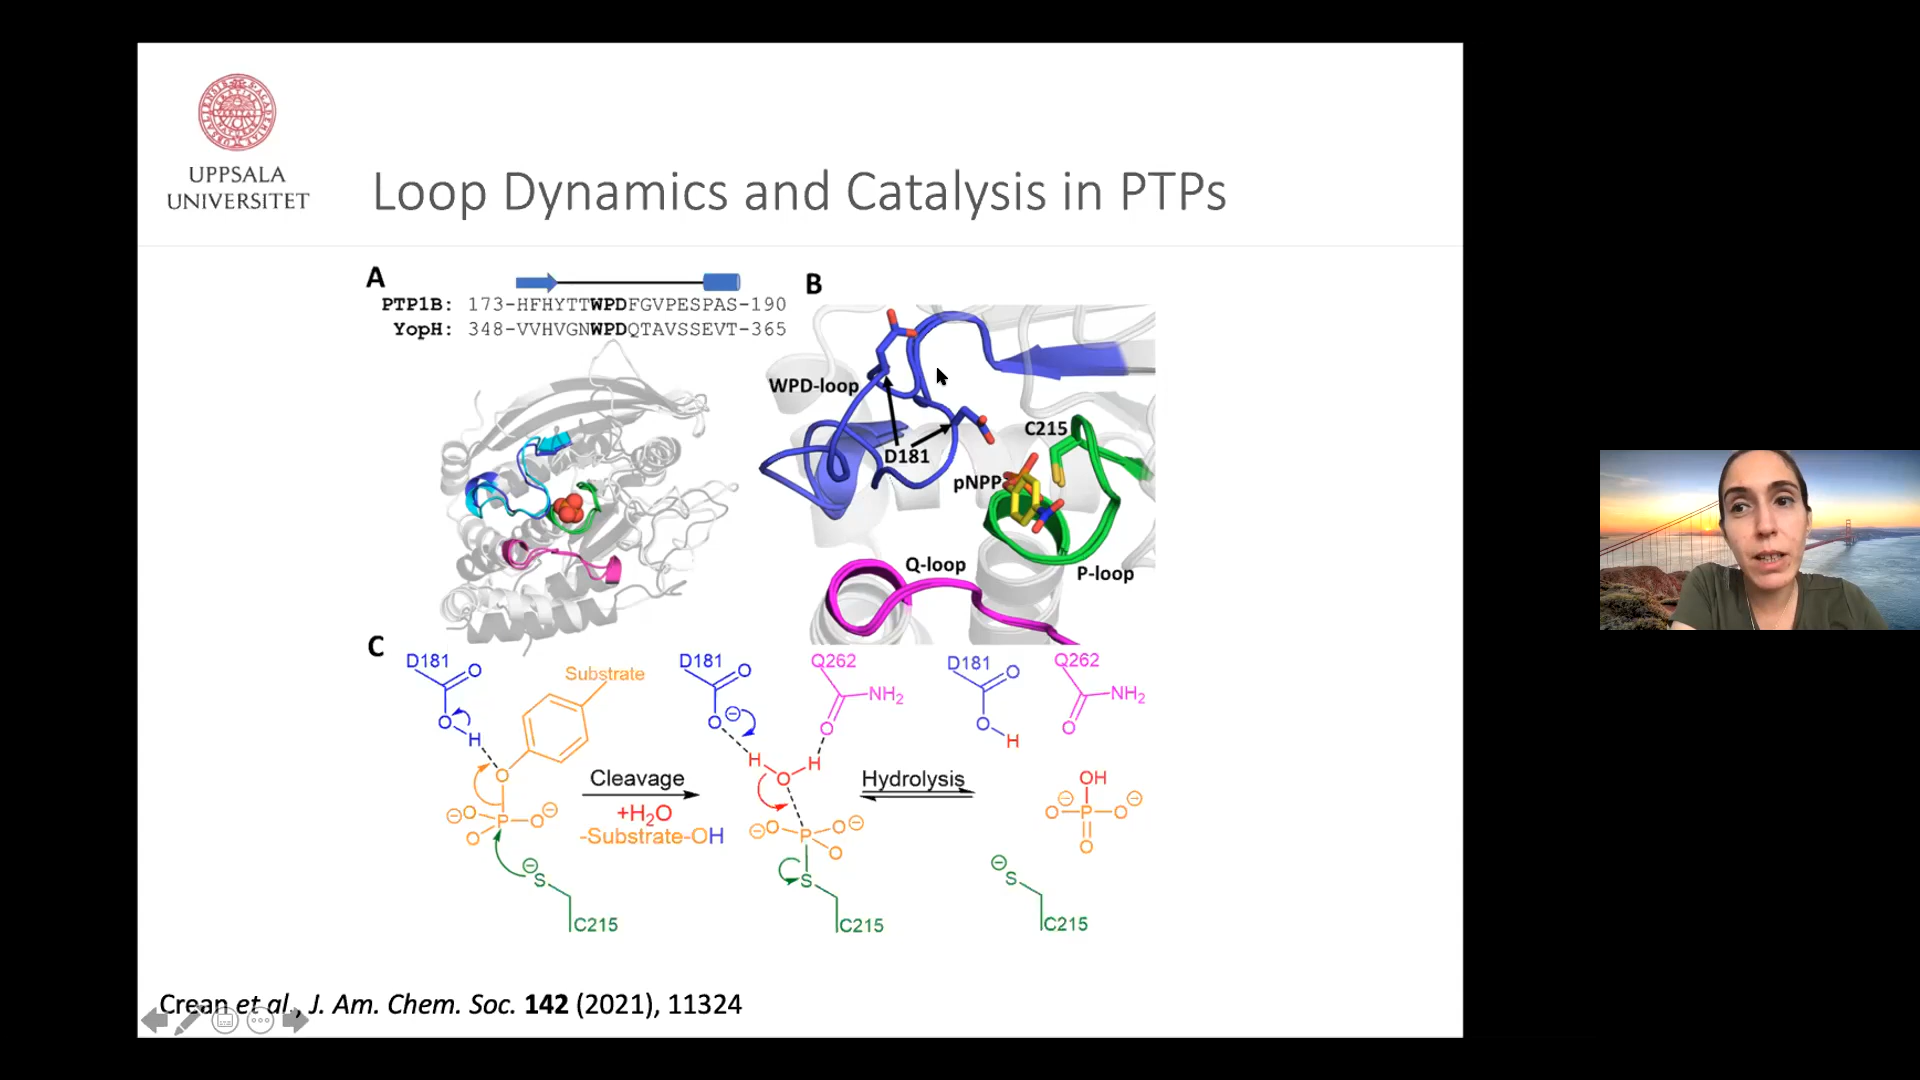 UPPSALA
UNIVERSITET
Loop Dynamics and Catalysis in PTPs
A
PTP1B: 173-HFHYTTWPDFGVPESPAS-190
YopH: 348-VVHVGNWPDQTAVSSEVT-365
B
WPD-loop
D181
C215
pNPP
Q-loop
P-loop
C
D181
O
O
H
Substrate
O
⊖O
P
O⊖
O
⊖
S
C215
Cleavage
+H2O
-Substrate-OH
D181
O
O⊖
Q262
NH2
O
H
H
O
⊖O
P
O⊖
O
S
C215
Hydrolysis
D181
O
O
H
Q262
NH2
O
OH
⊖
O
P
O
⊖
O
⊖
S
C215
Crean et al., J. Am. Chem. Soc. 142 (2021), 11324